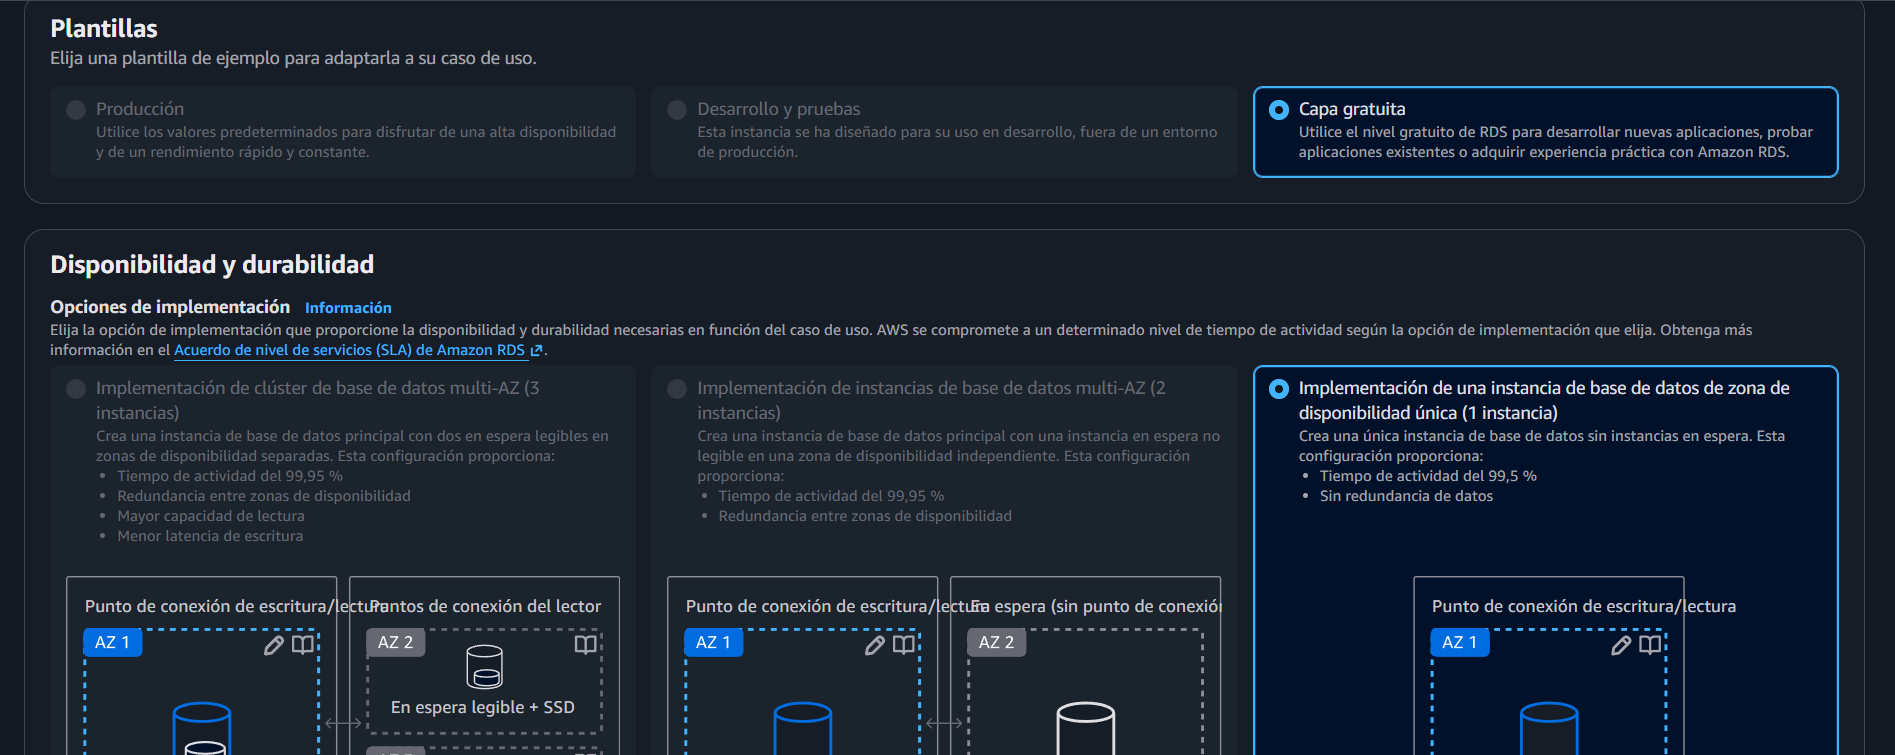 Plantillas
Elija una plantilla de ejemplo para adaptarla a su caso de uso.
Producción
Utilice los valores predeterminados para disfrutar de una alta disponibilidad
y de un rendimiento rápido y constante.
Desarrollo y pruebas
Esta instancia se ha diseñado para su uso en desarrollo, fuera de un entorno
de producción.
Capa gratuita
Utilice el nivel gratuito de RDS para desarrollar nuevas aplicaciones, probar
aplicaciones existentes o adquirir experiencia práctica con Amazon RDS.
Disponibilidad y durabilidad
Opciones de implementación Información
Elija la opción de implementación que proporcione la disponibilidad y durabilidad necesarias en función del caso de uso. AWS se compromete a un determinado nivel de tiempo de actividad según la opción de implementación que elija. Obtenga más
información en el Acuerdo de nivel de servicios (SLA) de Amazon RDS.
Implementación de clúster de base de datos multi-AZ (3
instancias)
Crea una instancia de base de datos principal con dos en espera legibles en
zonas de disponibilidad separadas. Esta configuración proporciona:
• Tiempo de actividad del 99,95 %
• Redundancia entre zonas de disponibilidad
• Mayor capacidad de lectura
• Menor latencia de escritura
Punto de conexión de escritura/lectura
AZ 1
Puntos de conexión del lector
AZ 2
En espera legible + SSD
Implementación de instancias de base de datos multi-AZ (2
instancias)
Crea una instancia de base de datos principal con una instancia en espera no
legible en una zona de disponibilidad independiente. Esta configuración
proporciona:
• Tiempo de actividad del 99,95 %
• Redundancia entre zonas de disponibilidad
Punto de conexión de escritura/lectura
AZ 1
En espera (sin punto de conexión
AZ 2
Implementación de una instancia de base de datos de zona de
disponibilidad única (1 instancia)
Crea una única instancia de base de datos sin instancias en espera. Esta
configuración proporciona:
• Tiempo de actividad del 99,5 %
• Sin redundancia de datos
Punto de conexión de escritura/lectura
AZ 1